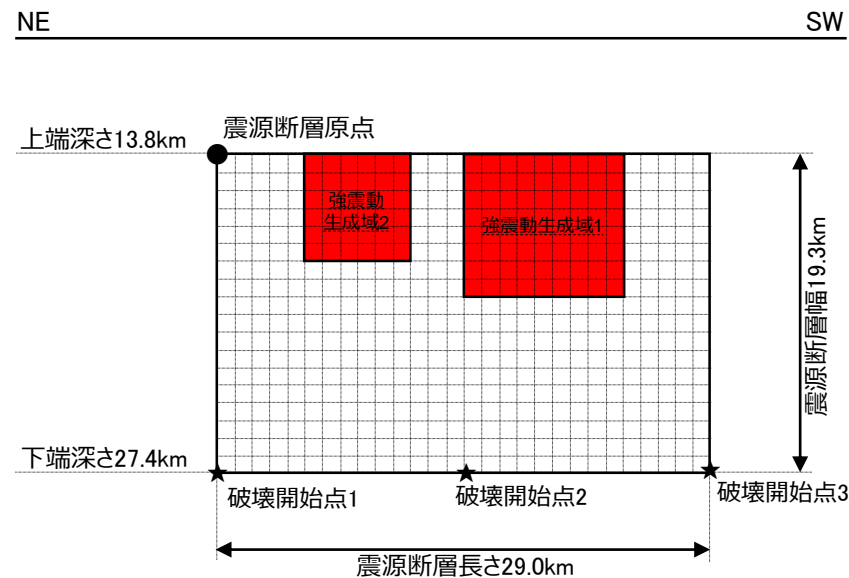 NE
SW
上端深さ13.8km
震源断層原点
強震動
生成域2
強震動生成域1
震源断層幅19.3km
下端深さ27.4km
破壊開始点1
破壊開始点2
破壊開始点3
震源断層長さ29.0km